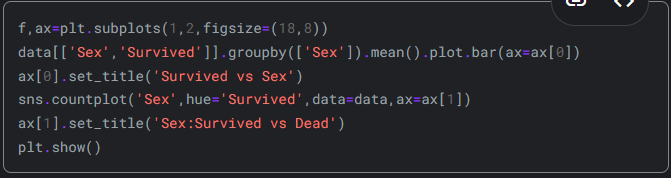 f,ax=plt.subplots(1,2,figsize=(18,8))
data[['Sex','Survived']].groupby(['Sex']).mean().plot.bar(ax=ax[0])
ax[0].set_title('Survived vs Sex')
sns.countplot('Sex',hue='Survived',data=data,ax=ax[1])
ax[1].set_title('Sex:Survived vs Dead')
plt.show()